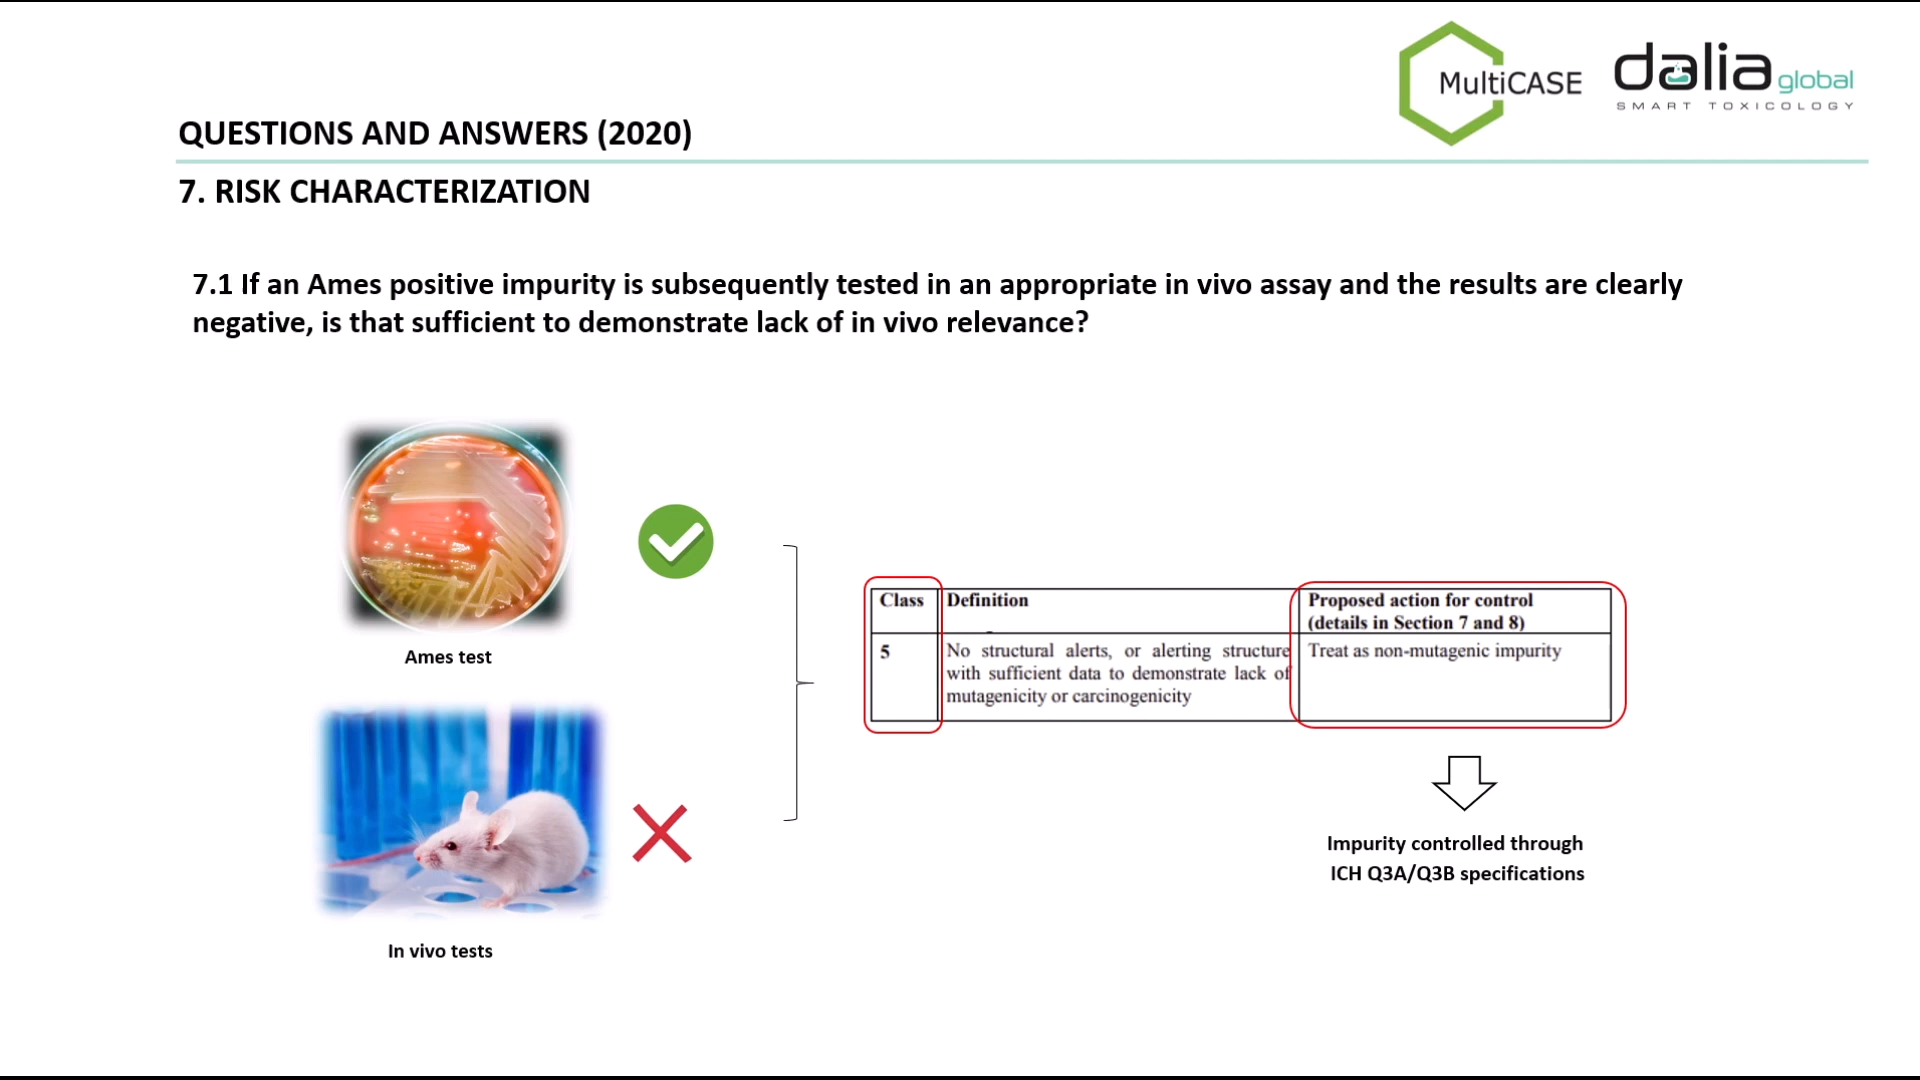 MultiCASE
dalia global
SMART TOXICOLOGY
QUESTIONS AND ANSWERS (2020)
7. RISK CHARACTERIZATION
7.1 If an Ames positive impurity is subsequently tested in an appropriate in vivo assay and the results are clearly
negative, is that sufficient to demonstrate lack of in vivo relevance?
Ames test
In vivo tests
Class
Definition
Proposed action for control
(details in Section 7 and 8)
5
No structural alerts, or alerting structure
with sufficient data to demonstrate lack of
mutagenicity or carcinogenicity
Treat as non-mutagenic impurity
Impurity controlled through
ICH Q3A/Q3B specifications